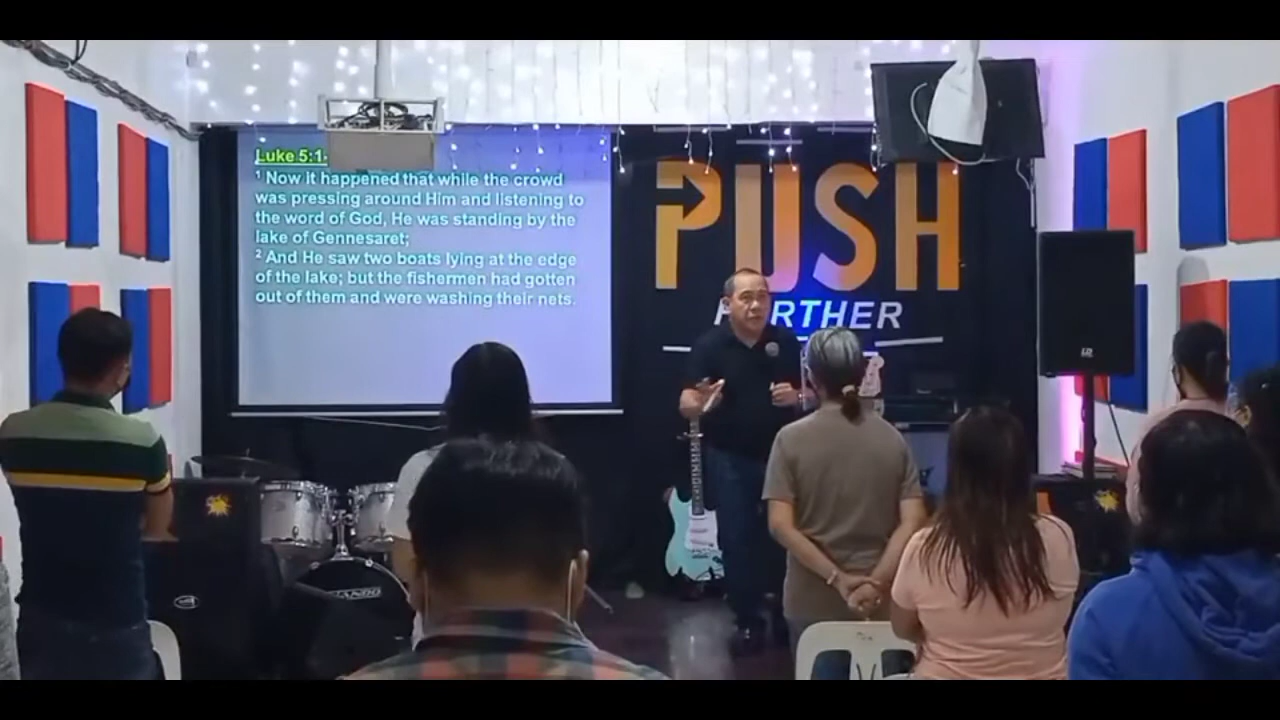 Luke 5:1
¹ Now it happened that while the crowd
was pressing around Him and listening to
the word of God, He was standing by the
lake of Gennesaret;
² And He saw two boats lying at the edge
of the lake; but the fishermen had gotten
out of them and were washing their nets.
PUSH